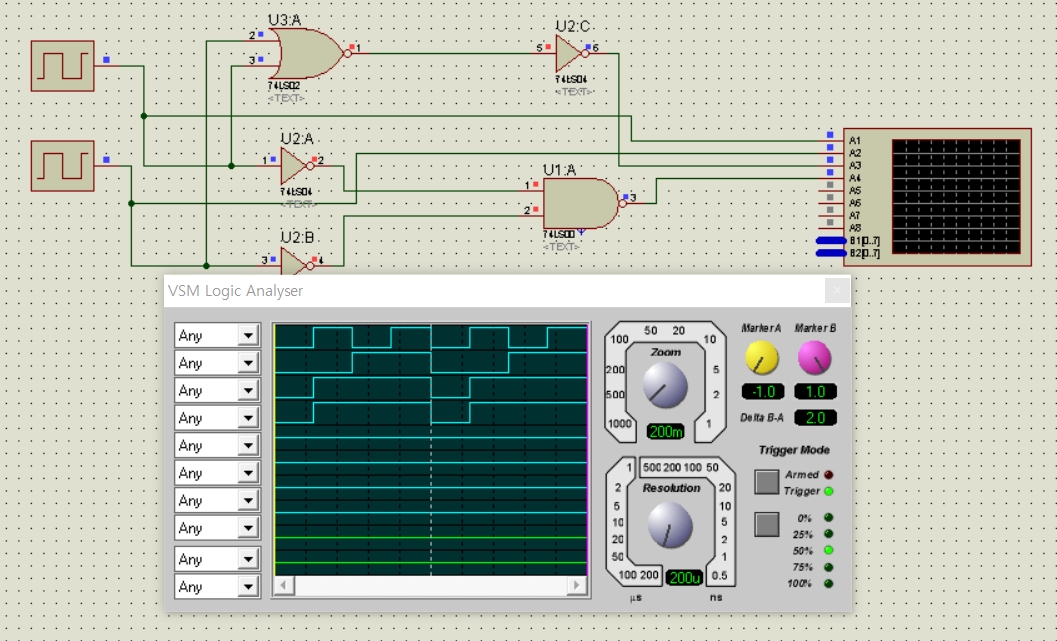 U3:A
2
3
1
74LS02
<TEXT>
U2:C
5
6
74LS04
<TEXT>
U2:A
1
2
74LS04
<TEXT>
U1:A
1
2
3
74LS00
<TEXT>
U2:B
3
4
A1
A2
A3
A4
A5
A6
A7
A8
B1[0..7]
B2[0..7]
VSM Logic Analyser
Any
Any
Any
Any
Any
Any
Any
Any
Any
Any
50 20
100 10
Zoom
200 5
500 2
1000 1
200m
Marker A Marker B
-1.0 1.0
Delta B-A 2.0
1 500 200 100 50
2 Resolution 20
5 10
10 5
20 2
50 1
100 200 200u 0.5
µs ns
Trigger Mode
Armed
Trigger
0%
25%
50%
75%
100%